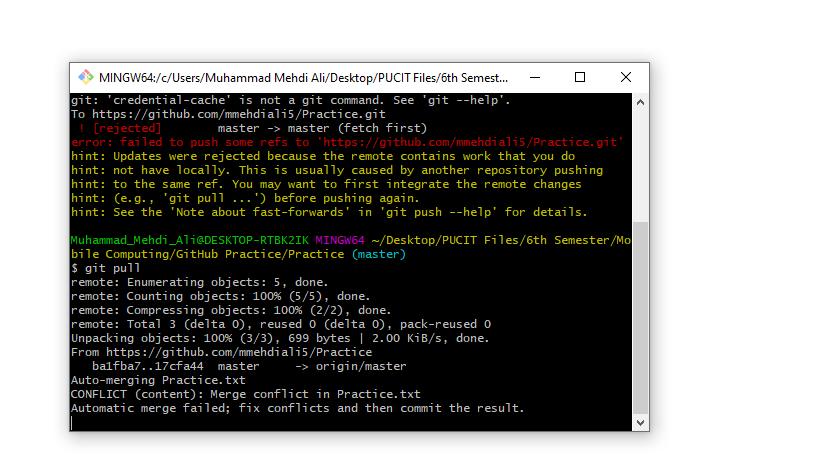 MINGW64:/c/Users/Muhammad Mehdi Ali/Desktop/PUCIT Files/6th Semest...
git: 'credential-cache' is not a git command. See 'git --help'.
To https://github.com/mmehdiali5/Practice.git
 ! [rejected]        master -> master (fetch first)
error: failed to push some refs to 'https://github.com/mmehdiali5/Practice.git'
hint: Updates were rejected because the remote contains work that you do
hint: not have locally. This is usually caused by another repository pushing
hint: to the same ref. You may want to first integrate the remote changes
hint: (e.g., 'git pull ...') before pushing again.
hint: See the 'Note about fast-forwards' in 'git push --help' for details.
Muhammad_Mehdi_Ali@DESKTOP-RTBK2IK MINGW64 ~/Desktop/PUCIT Files/6th Semester/Mo
bile Computing/GitHub Practice/Practice (master)
$ git pull
remote: Enumerating objects: 5, done.
remote: Counting objects: 100% (5/5), done.
remote: Compressing objects: 100% (2/2), done.
remote: Total 3 (delta 0), reused 0 (delta 0), pack-reused 0
Unpacking objects: 100% (3/3), 699 bytes | 2.00 KiB/s, done.
From https://github.com/mmehdiali5/Practice
   ba1fba7..17cfa44  master     -> origin/master
Auto-merging Practice.txt
CONFLICT (content): Merge conflict in Practice.txt
Automatic merge failed; fix conflicts and then commit the result.